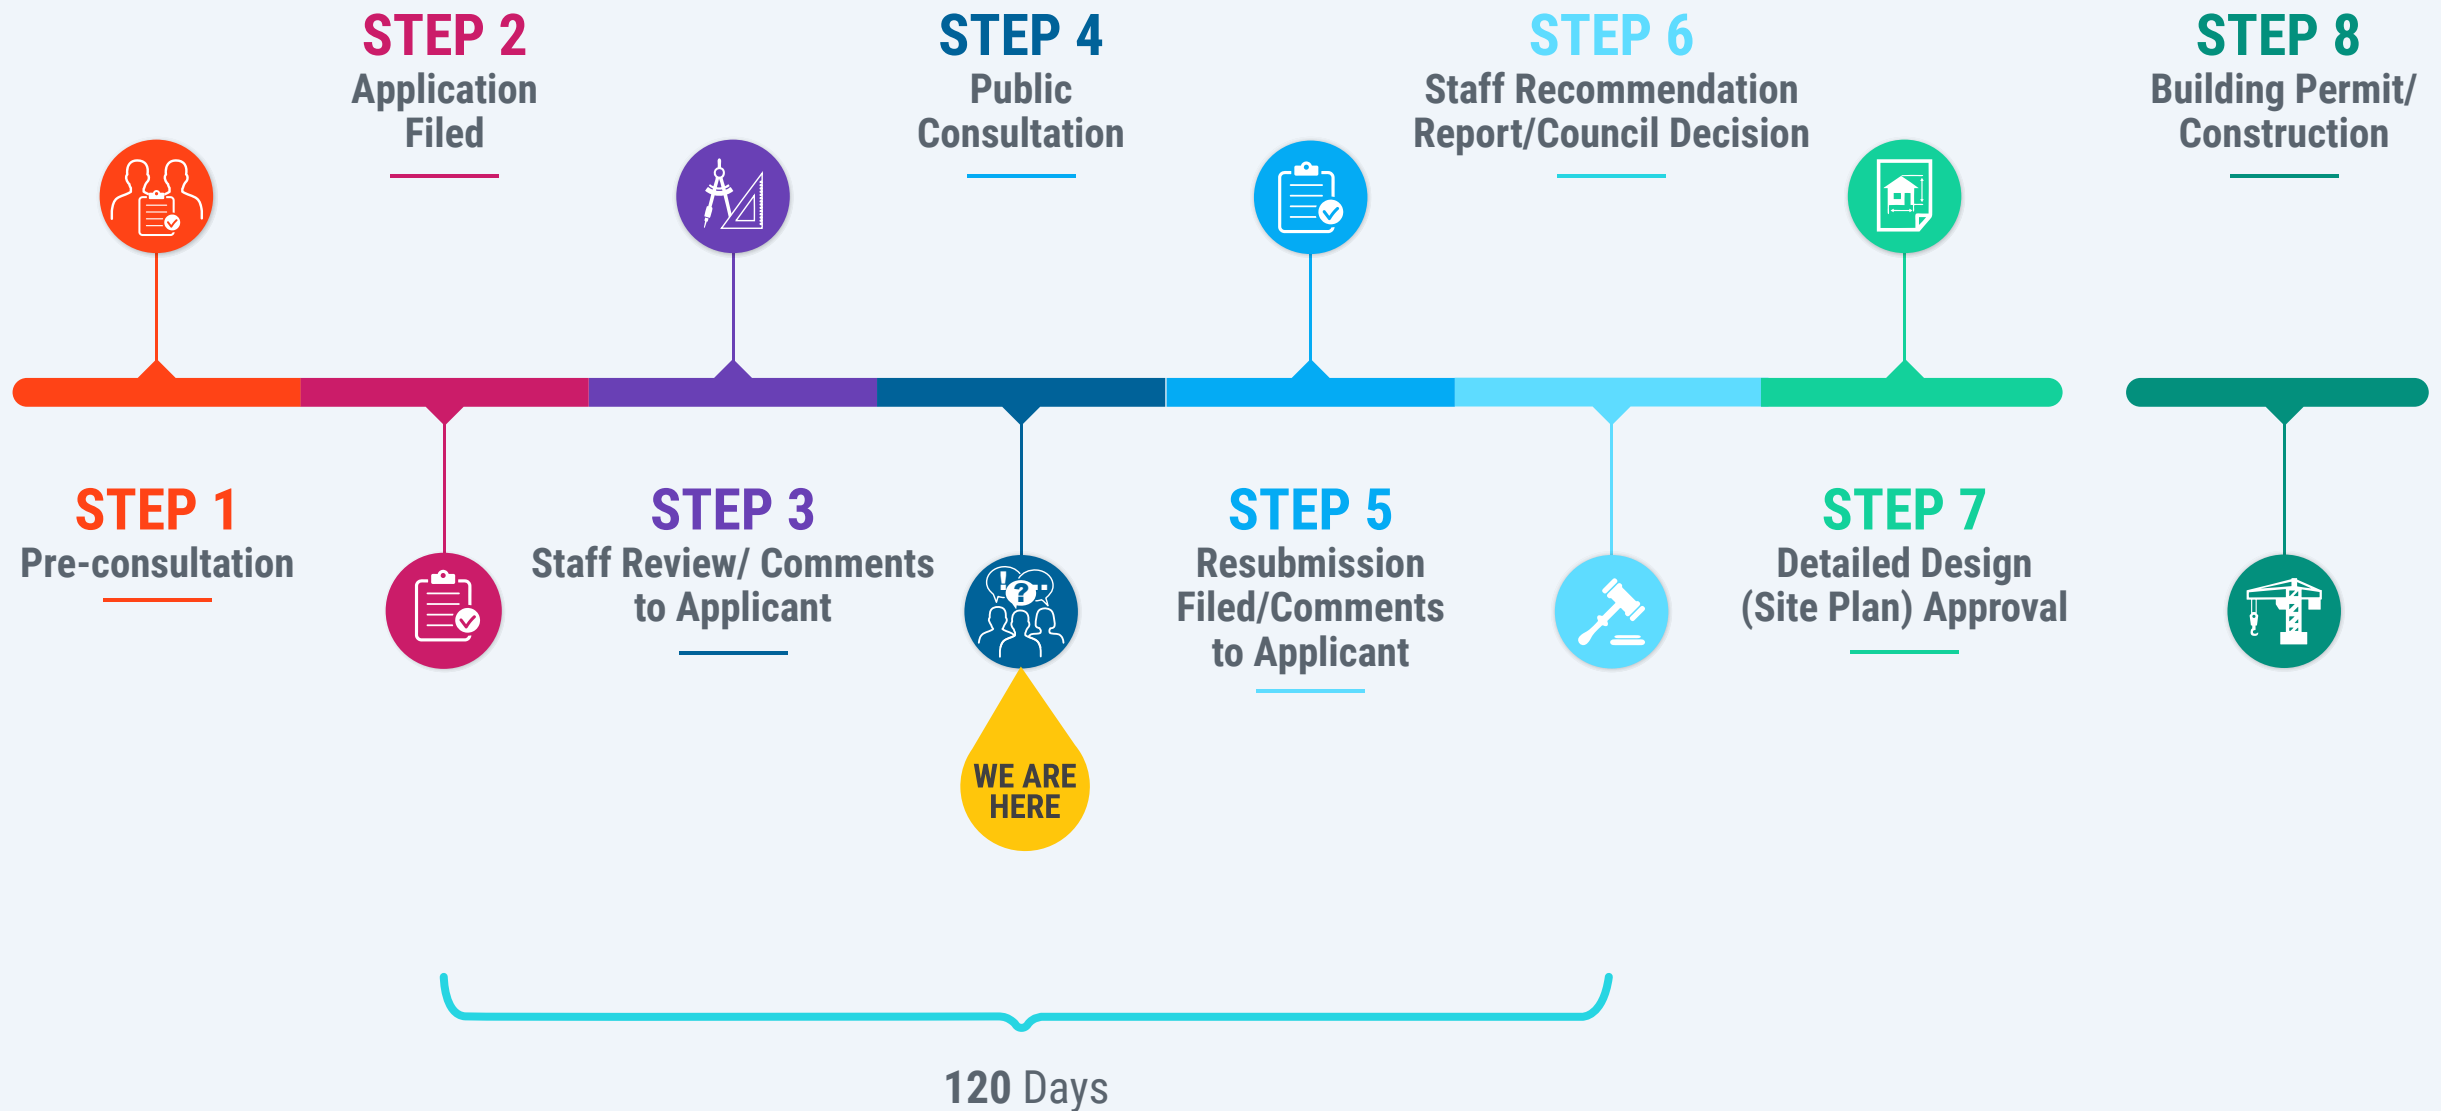 STEP 1
Pre-consultation
STEP 2
Application
Filed
STEP 3
Staff Review/ Comments
to Applicant
STEP 4
Public
Consultation
!
?
..
WE ARE
HERE
STEP 5
Resubmission
Filed/Comments
to Applicant
STEP 6
Staff Recommendation
Report/Council Decision
STEP 7
Detailed Design
(Site Plan) Approval
STEP 8
Building Permit/
Construction
120 Days